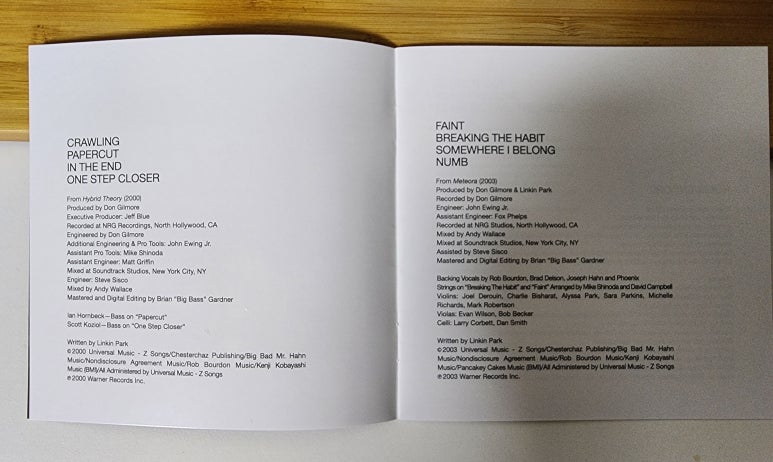 CRAWLING
PAPERCUT
IN THE END
ONE STEP CLOSER
From Hybrid Theory (2000)
Produced by Don Gilmore
Executive Producer: Jeff Blue
Recorded at NRG Recordings, North Hollywood, CA
Engineered by Don Gilmore
Additional Engineering & Pro Tools: John Ewing Jr.
Assistant Pro Tools: Mike Shinoda
Assistant Engineer: Matt Griffin
Mixed at Soundtrack Studios, New York City, NY
Engineer: Steve Sisco
Mixed by Andy Wallace
Mastered and Digital Editing by Brian "Big Bass" Gardner
Ian Hornbeck—Bass on "Papercut"
Scott Koziol—Bass on "One Step Closer"
Written by Linkin Park
©2000 Universal Music - Z Songs/Chesterchaz Publishing/Big Bad Mr. Hahn
Music/Nondisclosure Agreement Music/Rob Bourdon Music/Kenji Kobayashi
Music (BMI)/All Administered by Universal Music - Z Songs
℗2000 Warner Records Inc.
FAINT
BREAKING THE HABIT
SOMEWHERE I BELONG
NUMB
From Meteora (2003)
Produced by Don Gilmore & Linkin Park
Recorded by Don Gilmore
Engineer: John Ewing Jr.
Assistant Engineer: Fox Phelps
Recorded at NRG Studios, North Hollywood, CA
Mixed by Andy Wallace
Mixed at Soundtrack Studios, New York City, NY
Assisted by Steve Sisco
Mastered and Digital Editing by Brian "Big Bass" Gardner
Backing Vocals by Rob Bourdon, Brad Delson, Joseph Hahn and Phoenix
Strings on "Breaking The Habit" and "Faint" Arranged by Mike Shinoda and David Campbell
Violins: Joel Derouin, Charlie Bisharat, Alyssa Park, Sara Parkins, Michelle
Richards, Mark Robertson
Violas: Evan Wilson, Bob Becker
Celli: Larry Corbett, Dan Smith
Written by Linkin Park
©2003 Universal Music - Z Songs/Chesterchaz Publishing/Big Bad Mr. Hahn
Music/Nondisclosure Agreement Music/Rob Bourdon Music/Kenji Kobayashi
Music/Pancakey Cakes Music (BMI)/All Administered by Universal Music - Z Songs
℗2003 Warner Records Inc.